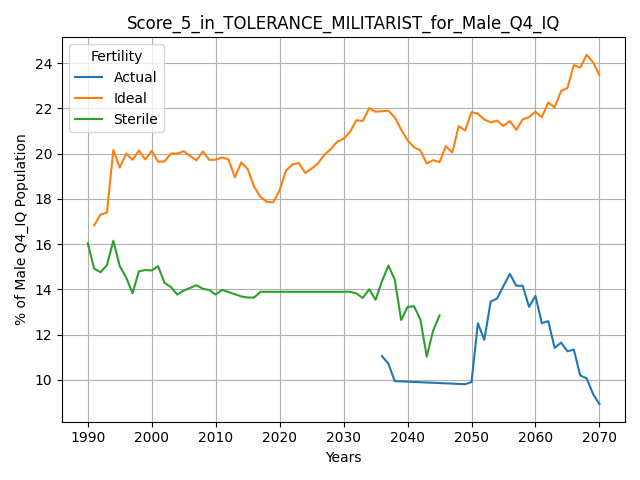 Score_5_in_TOLERANCE_MILITARIST_for_Male_Q4_IQ
Fertility
Actual
Ideal
Sterile
% of Male Q4_IQ Population
24
22
20
18
16
14
12
10
1990 2000 2010 2020 2030 2040 2050 2060 2070
Years